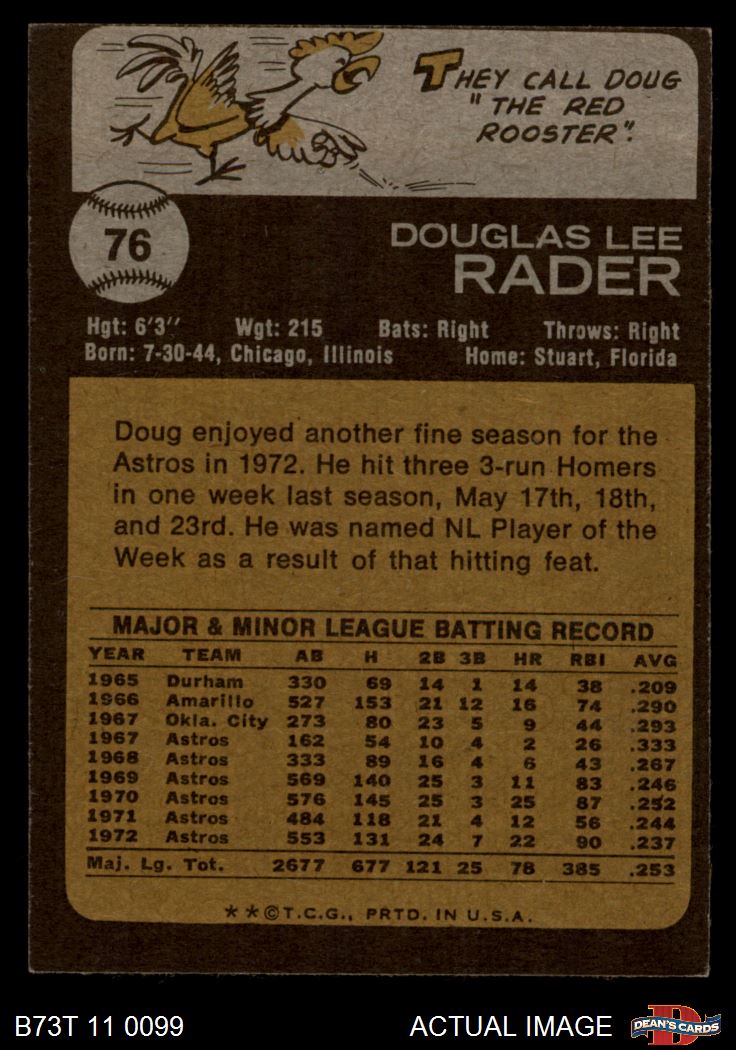 THEY CALL DOUG
"THE RED
ROOSTER".
76
DOUGLAS LEE
RADER
Hgt: 6'3'' Wgt: 215 Bats: Right Throws: Right
Born: 7-30-44, Chicago, Illinois Home: Stuart, Florida
Doug enjoyed another fine season for the
Astros in 1972. He hit three 3-run Homers
in one week last season, May 17th, 18th,
and 23rd. He was named NL Player of the
Week as a result of that hitting feat.
MAJOR & MINOR LEAGUE BATTING RECORD
YEAR TEAM AB H 2B 3B HR RBI AVG
1965 Durham 330 69 14 1 14 38 .209
1966 Amarillo 527 153 21 12 16 74 .290
1967 Okla. City 273 80 23 5 9 44 .293
1967 Astros 162 54 10 4 2 26 .333
1968 Astros 333 89 16 4 6 43 .267
1969 Astros 569 140 25 3 11 83 .246
1970 Astros 576 145 25 3 25 87 .252
1971 Astros 484 118 21 4 12 56 .244
1972 Astros 553 131 24 7 22 90 .237
Maj. Lg. Tot. 2677 677 121 25 78 385 .253
**©T.C.G., PRTD. IN U.S.A.
B73T 11 0099 ACTUAL IMAGE DEAN'S CARDS